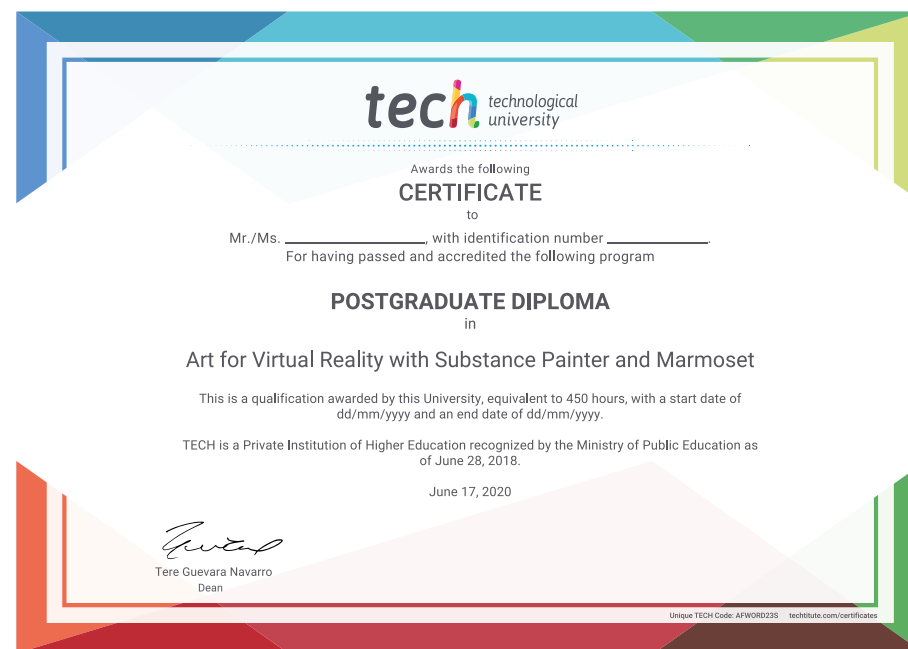 tech technological
university
Awards the following
CERTIFICATE
to
Mr./Ms. ____________________, with identification number ______________.
For having passed and accredited the following program
POSTGRADUATE DIPLOMA
in
Art for Virtual Reality with Substance Painter and Marmoset
This is a qualification awarded by this University, equivalent to 450 hours, with a start date of
dd/mm/yyyy and an end date of dd/mm/yyyy.
TECH is a Private Institution of Higher Education recognized by the Ministry of Public Education as
of June 28, 2018.
June 17, 2020
Tere Guevara Navarro
Dean
Unique TECH Code: AFWORD23S techtitute.com/certificates